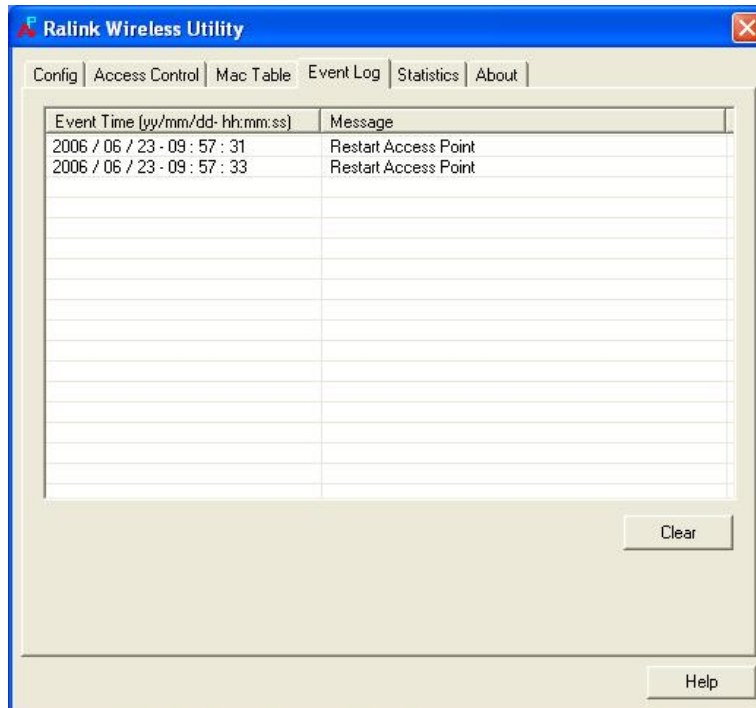 Ralink Wireless Utility
Config Access Control Mac Table Event Log Statistics About
Event Time (yy/mm/dd- hh:mm:ss) Message
2006 / 06 / 23 - 09 : 57 : 31 Restart Access Point
2006 / 06 / 23 - 09 : 57 : 33 Restart Access Point
Clear
Help